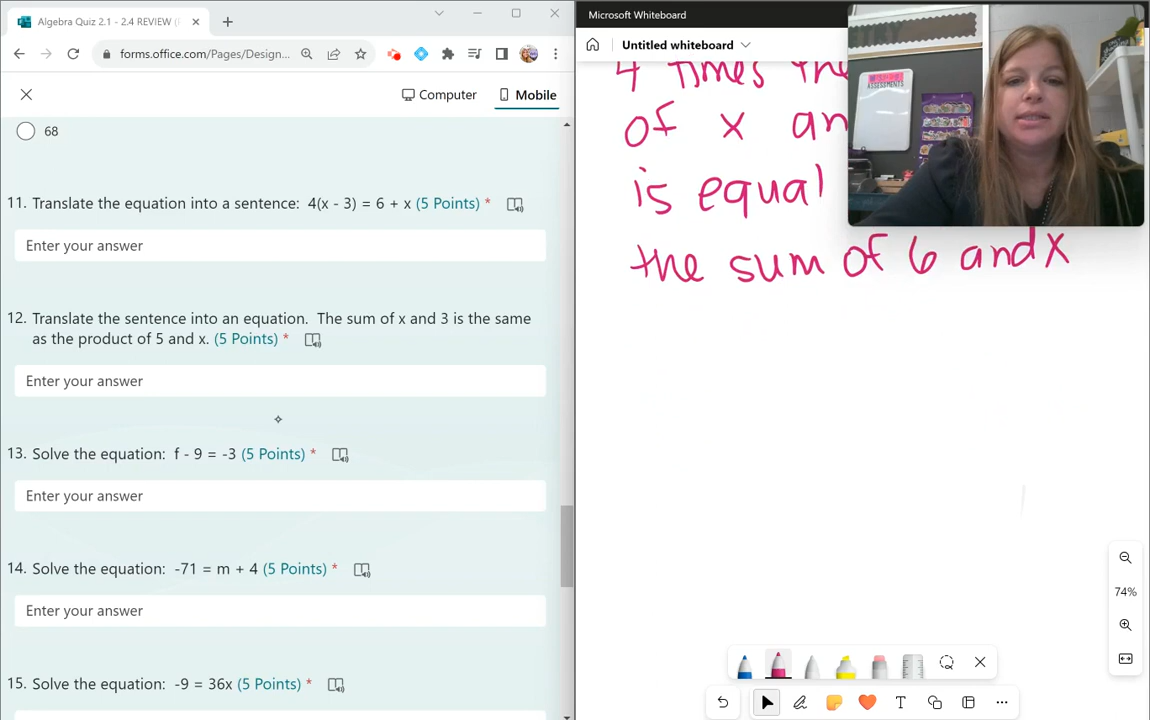 Algebra Quiz 2.1 - 2.4 REVIEW (
forms.office.com/Pages/Design...
Computer
Mobile
68
11. Translate the equation into a sentence: 4(x - 3) = 6 + x (5 Points) *
Enter your answer
12. Translate the sentence into an equation. The sum of x and 3 is the same
as the product of 5 and x. (5 Points) *
Enter your answer
13. Solve the equation: f - 9 = -3 (5 Points) *
Enter your answer
14. Solve the equation: -71 = m + 4 (5 Points) *
Enter your answer
15. Solve the equation: -9 = 36x (5 Points) *
Microsoft Whiteboard
Untitled whiteboard
4 times the
of x an
is equal
the sum of 6 and x
ASSESSMENTS
74%
T